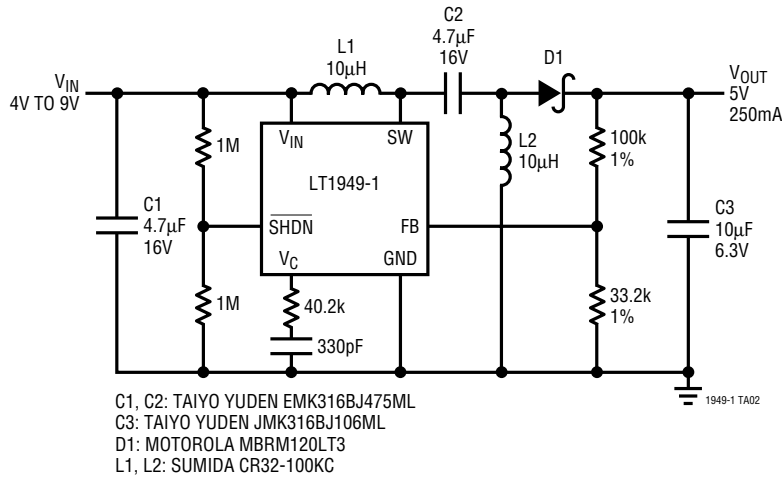 C2
4.7µF
16V
L1
10µH
D1
VIN
4V TO 9V
VOUT
5V
250mA
1M
VIN
SW
L2
10µH
100k
1%
LT1949-1
C1
4.7µF
16V
SHDN
FB
C3
10µF
6.3V
VC
GND
1M
40.2k
33.2k
1%
330pF
1949-1 TA02
C1, C2: TAIYO YUDEN EMK316BJ475ML
C3: TAIYO YUDEN JMK316BJ106ML
D1: MOTOROLA MBRM120LT3
L1, L2: SUMIDA CR32-100KC